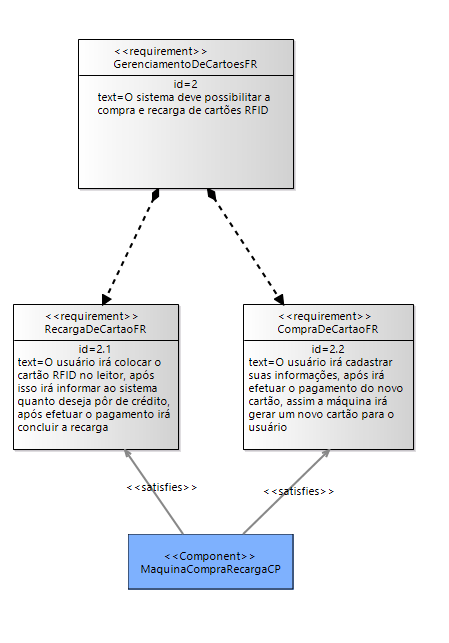 <<requirement>>
GerenciamentoDeCartoesFR
id=2
text=O sistema deve possibilitar a
compra e recarga de cartões RFID
<<requirement>>
RecargaDeCartaoFR
id=2.1
text=O usuário irá colocar o
cartão RFID no leitor, após
isso irá informar ao sistema
quanto deseja pôr de crédito,
após efetuar o pagamento irá
concluir a recarga
<<requirement>>
CompraDeCartaoFR
id=2.2
text=O usuário irá cadastrar
suas informações, após irá
efetuar o pagamento do novo
cartão, assim a máquina irá
gerar um novo cartão para o
usuário
<<satisfies>>
<<satisfies>>
<<Component>>
MaquinaCompraRecargaCP